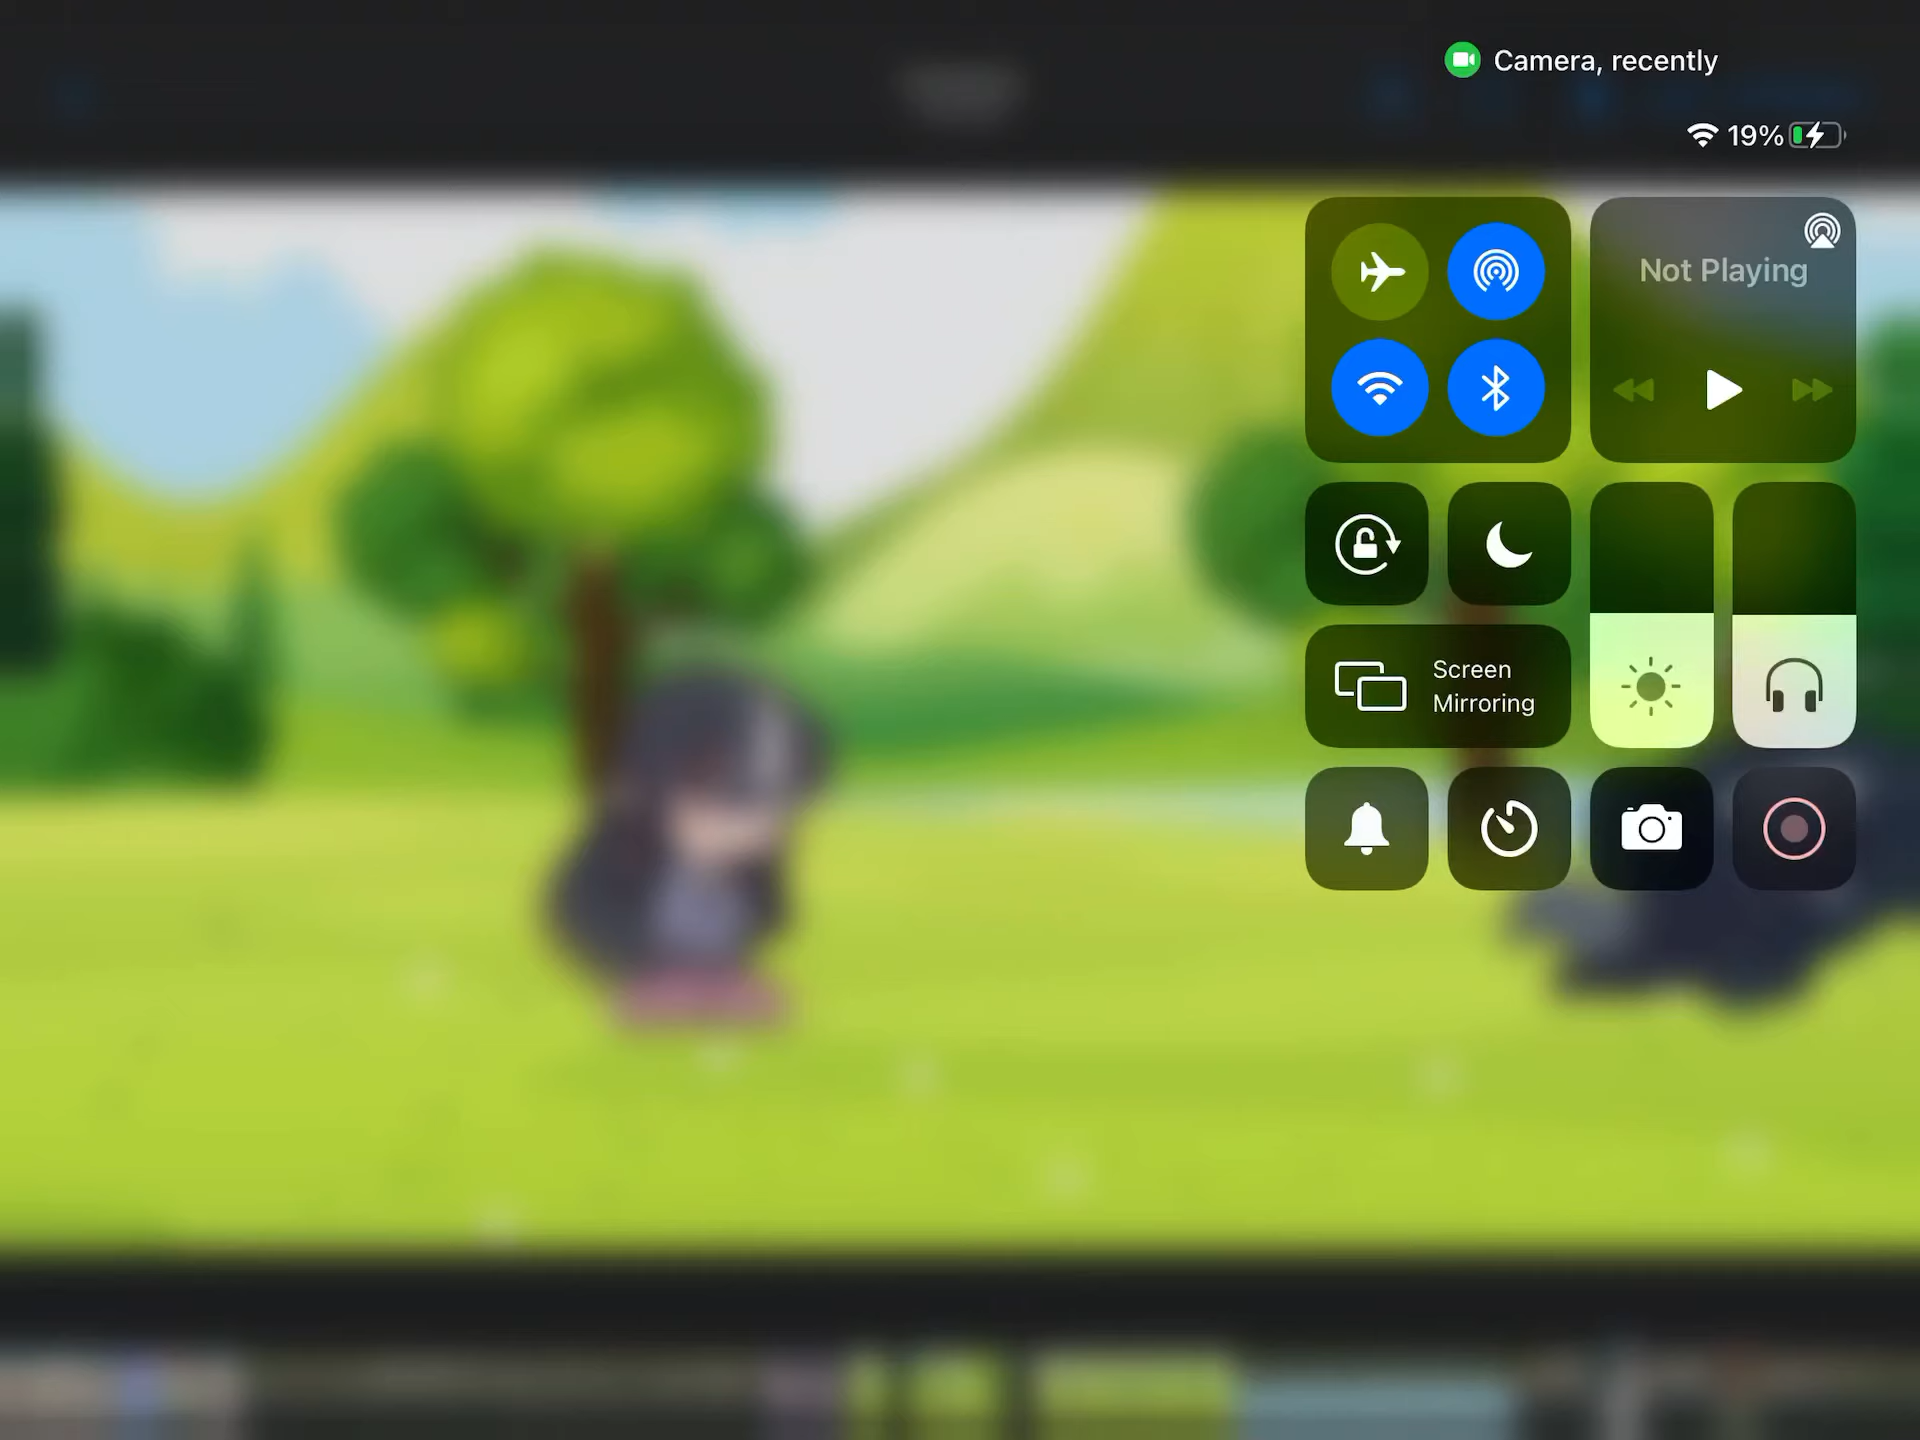 Camera, recently
19%
Not Playing
Screen
Mirroring